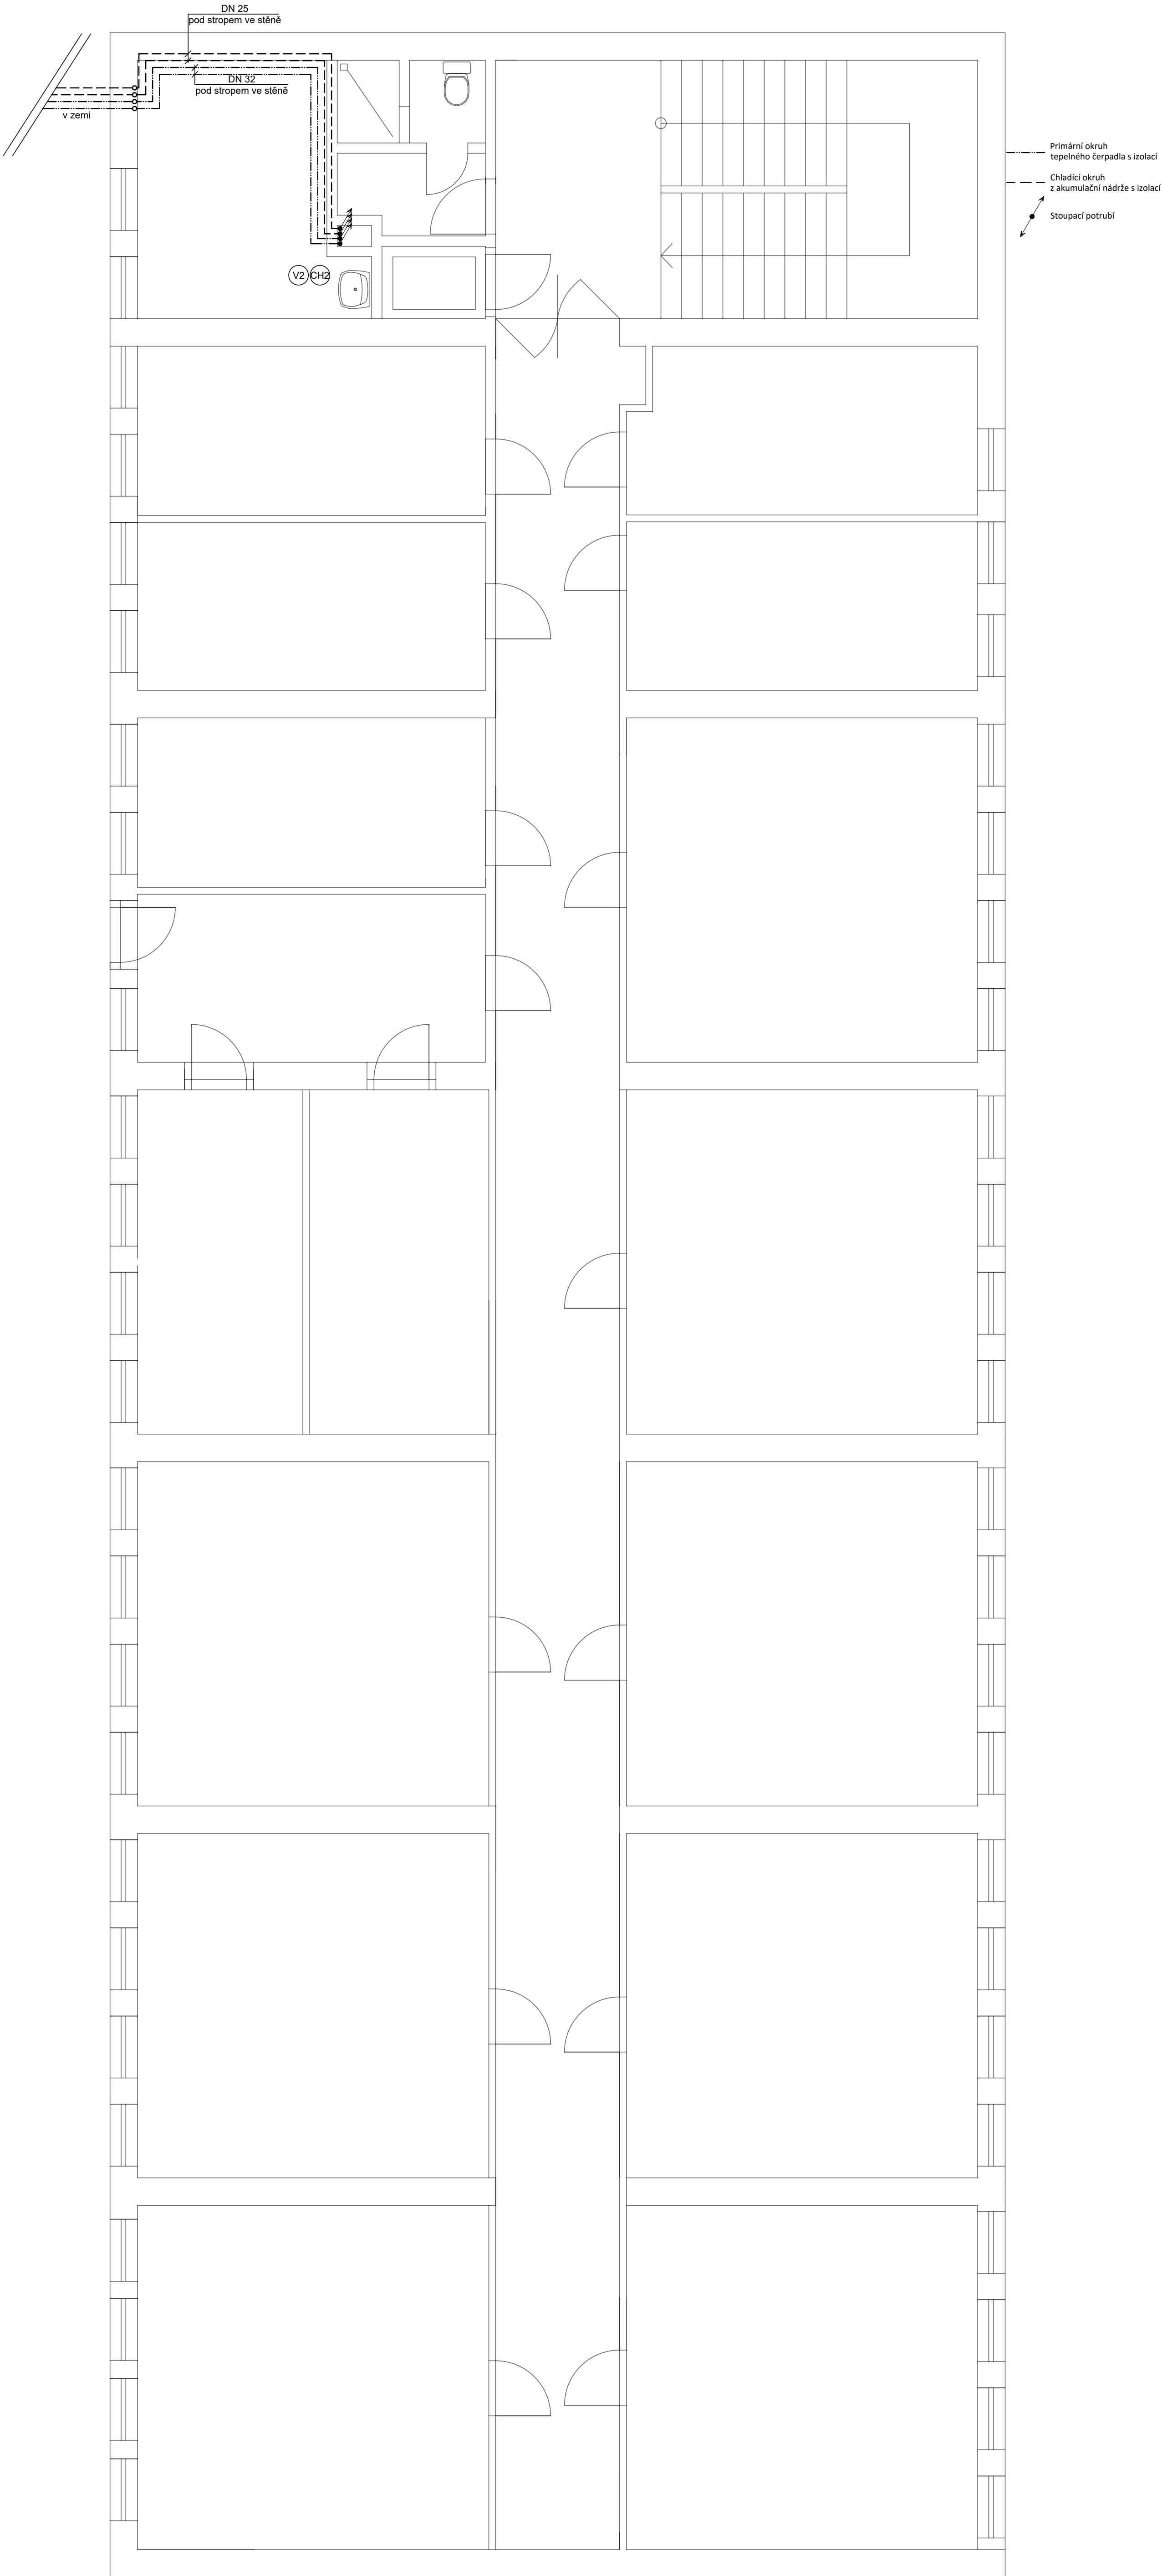 DN 25
pod stropem ve stěně
DN 32
pod stropem ve stěně
v zemi
Primární okruh
tepelného čerpadla s izolací
Chladící okruh
z akumulační nádrže s izolací
Stoupací potrubí
V2 CH2